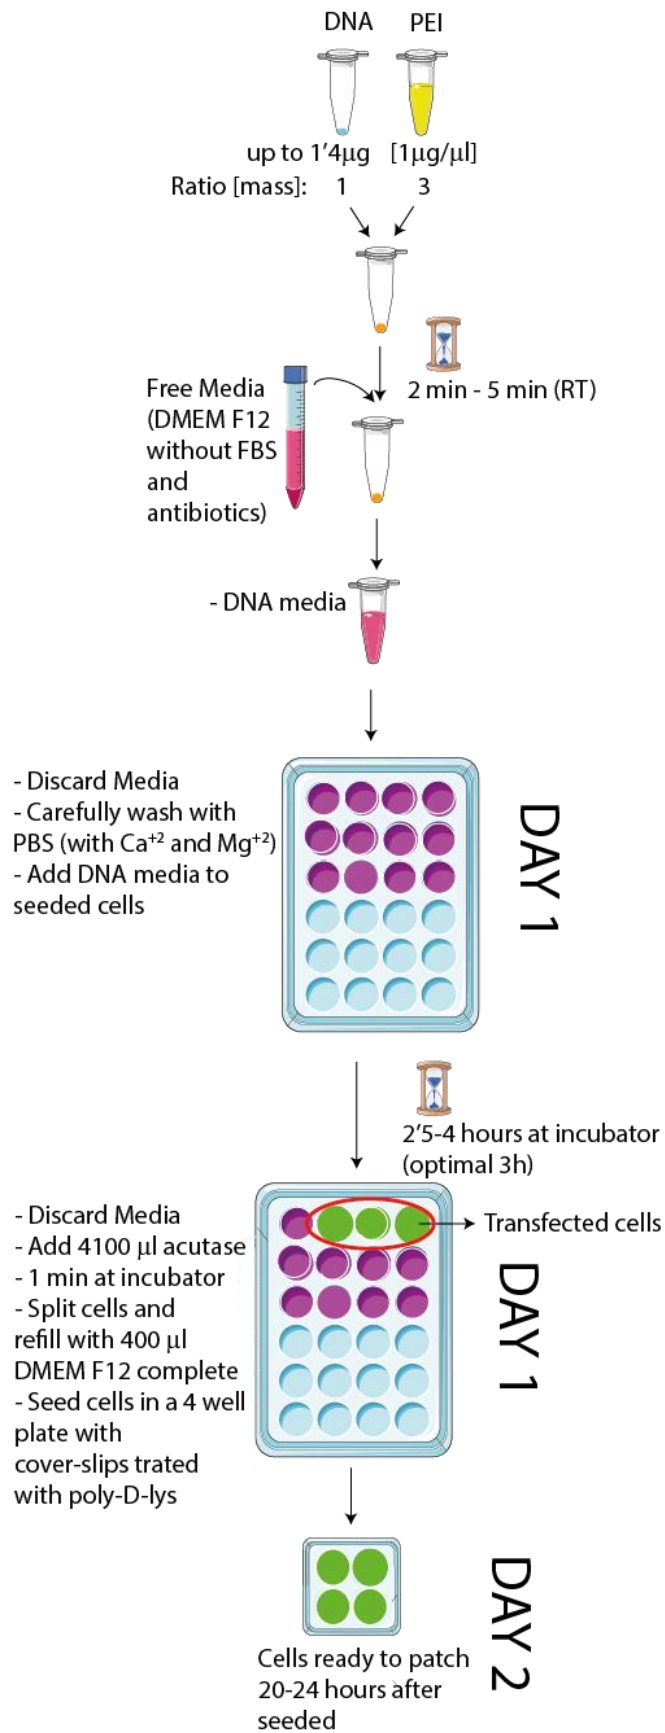 DNA PEI
up to 1'4µg [1µg/µl]
Ratio [mass]: 1 3
2 min - 5 min (RT)
Free Media
(DMEM F12
without FBS
and
antibiotics)
- DNA media
- Discard Media
- Carefully wash with
PBS (with Ca⁺² and Mg⁺²)
- Add DNA media to
seeded cells
DAY 1
2'5-4 hours at incubator
(optimal 3h)
- Discard Media
- Add 4100 µl acutase
- 1 min at incubator
- Split cells and
refill with 400 µl
DMEM F12 complete
- Seed cells in a 4 well
plate with
cover-slips trated
with poly-D-lys
Transfected cells
DAY 1
Cells ready to patch
20-24 hours after
seeded
DAY 2